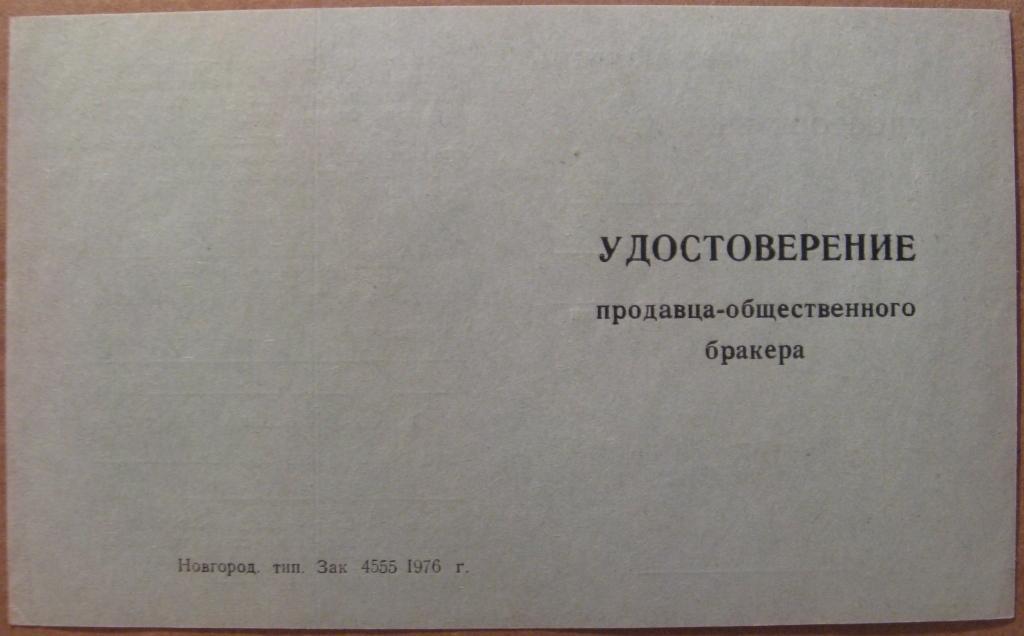 УДОСТОВЕРЕНИЕ
продавца-общественного
бракера
Новгород. тип. Зак 4555 1976 г.